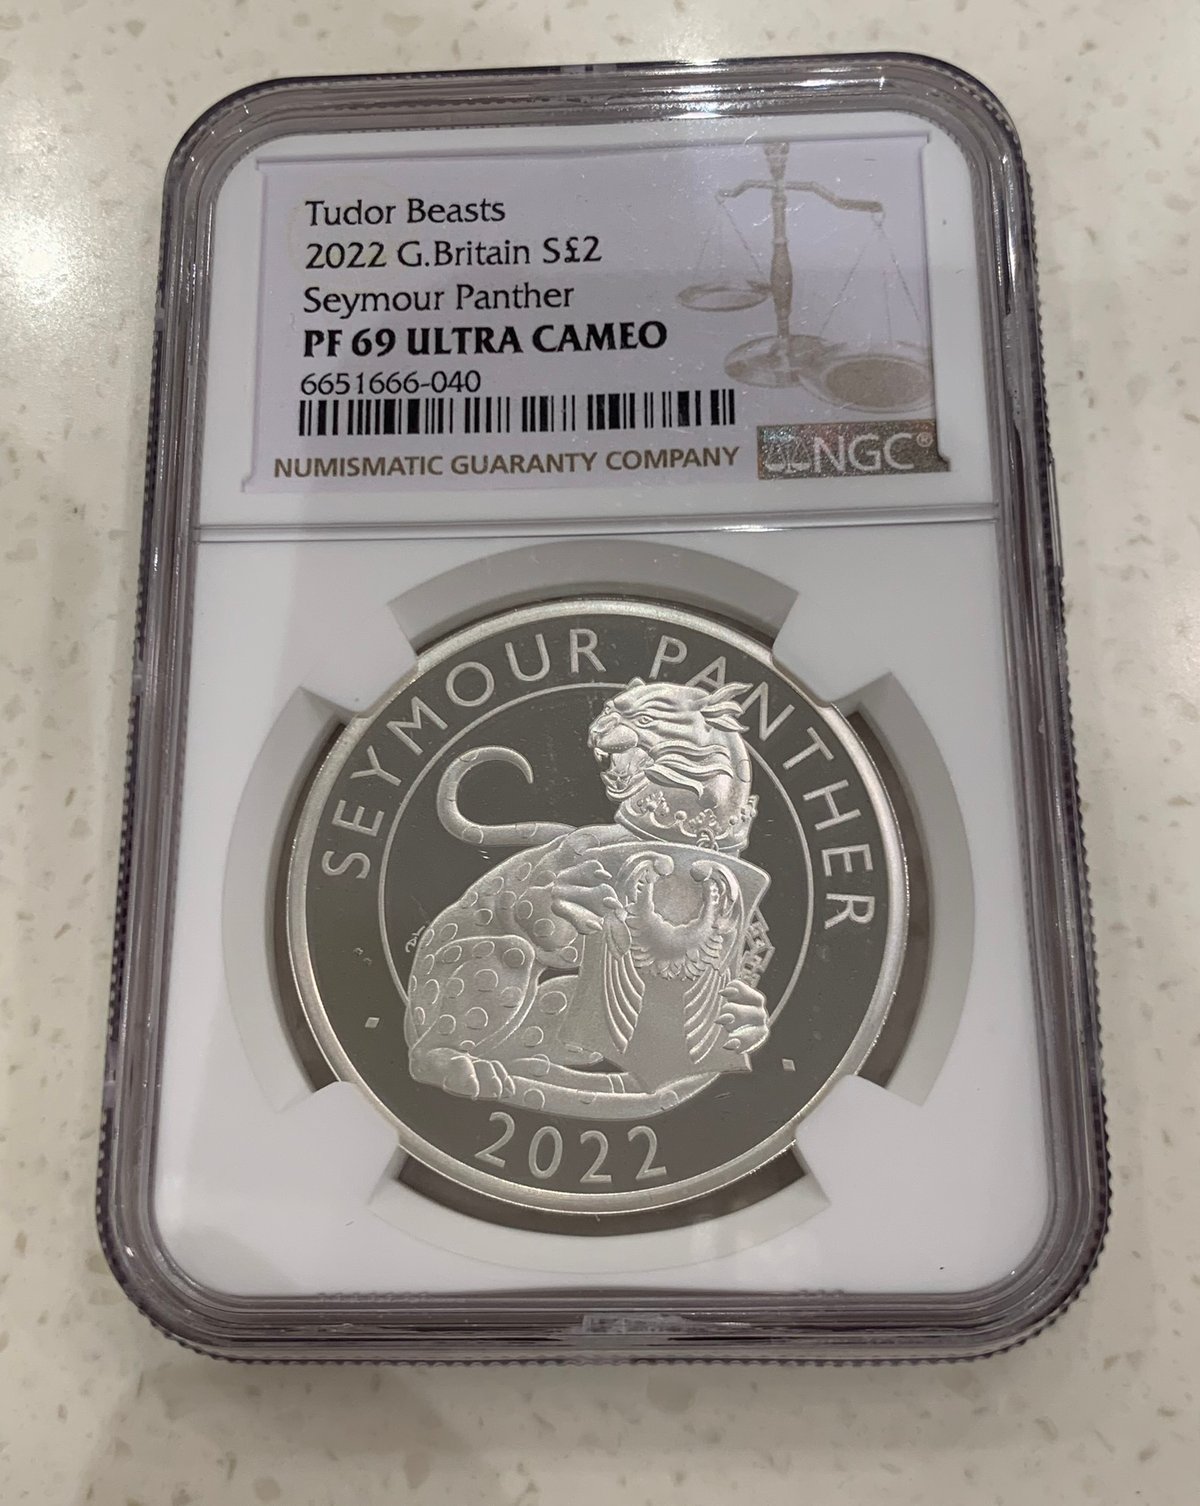 Tudor Beasts
2022 G.Britain S£2
Seymour Panther
PF 69 ULTRA CAMEO
6651666-040
NUMISMATIC GUARANTY COMPANY
NGC®
SEYMOUR PANTHER
2022